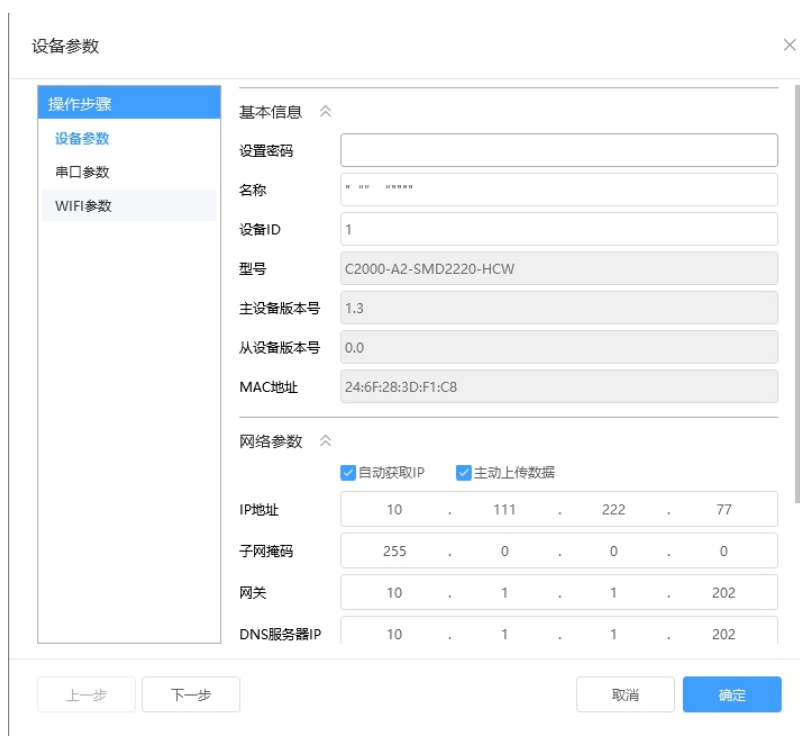 设备参数
操作步骤
设备参数
串口参数
WIFI参数
基本信息
设置密码
名称
设备ID 1
型号 C2000-A2-SMD2220-HCW
主设备版本号 1.3
从设备版本号 0.0
MAC地址 24:6F:28:3D:F1:C8
网络参数
自动获取IP 主动上传数据
IP地址 10 . 111 . 222 . 77
子网掩码 255 . 0 . 0 . 0
网关 10 . 1 . 1 . 202
DNS服务器IP 10 . 1 . 1 . 202
上一步 下一步 取消 确定